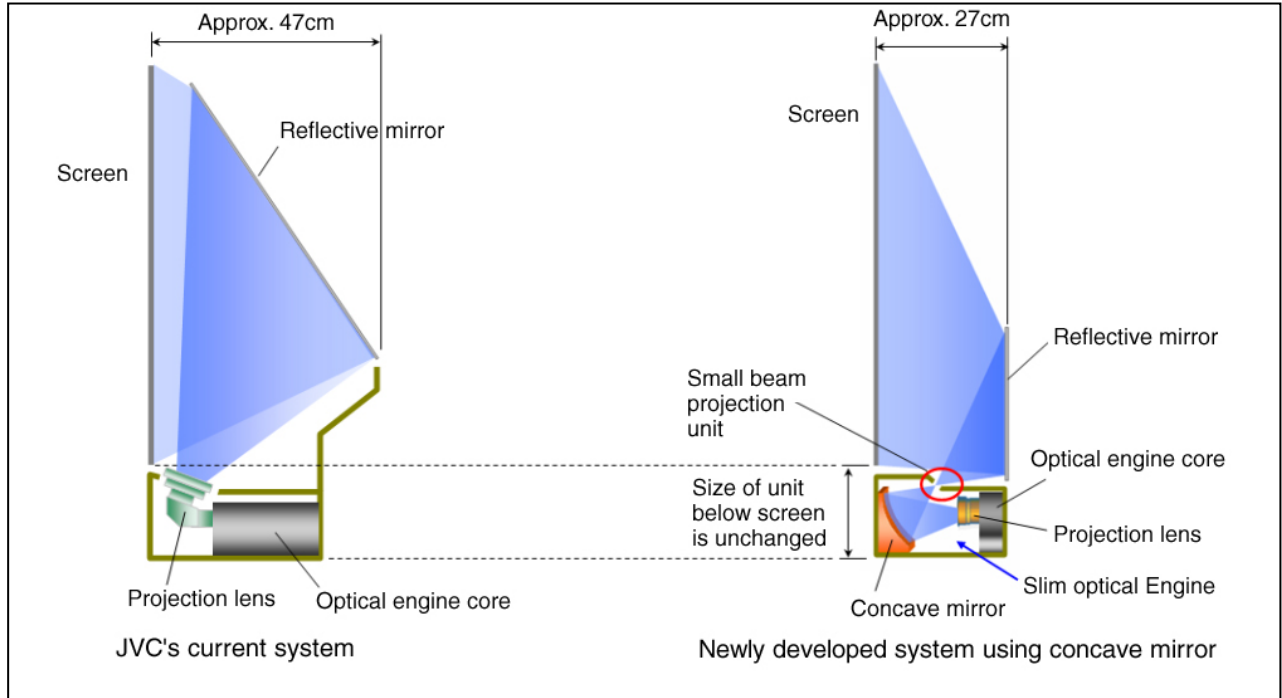 Approx. 47cm
Reflective mirror
Screen
Projection lens
Optical engine core
JVC's current system
Approx. 27cm
Screen
Reflective mirror
Small beam
projection
unit
Optical engine core
Size of unit
below screen
is unchanged
Projection lens
Slim optical Engine
Concave mirror
Newly developed system using concave mirror